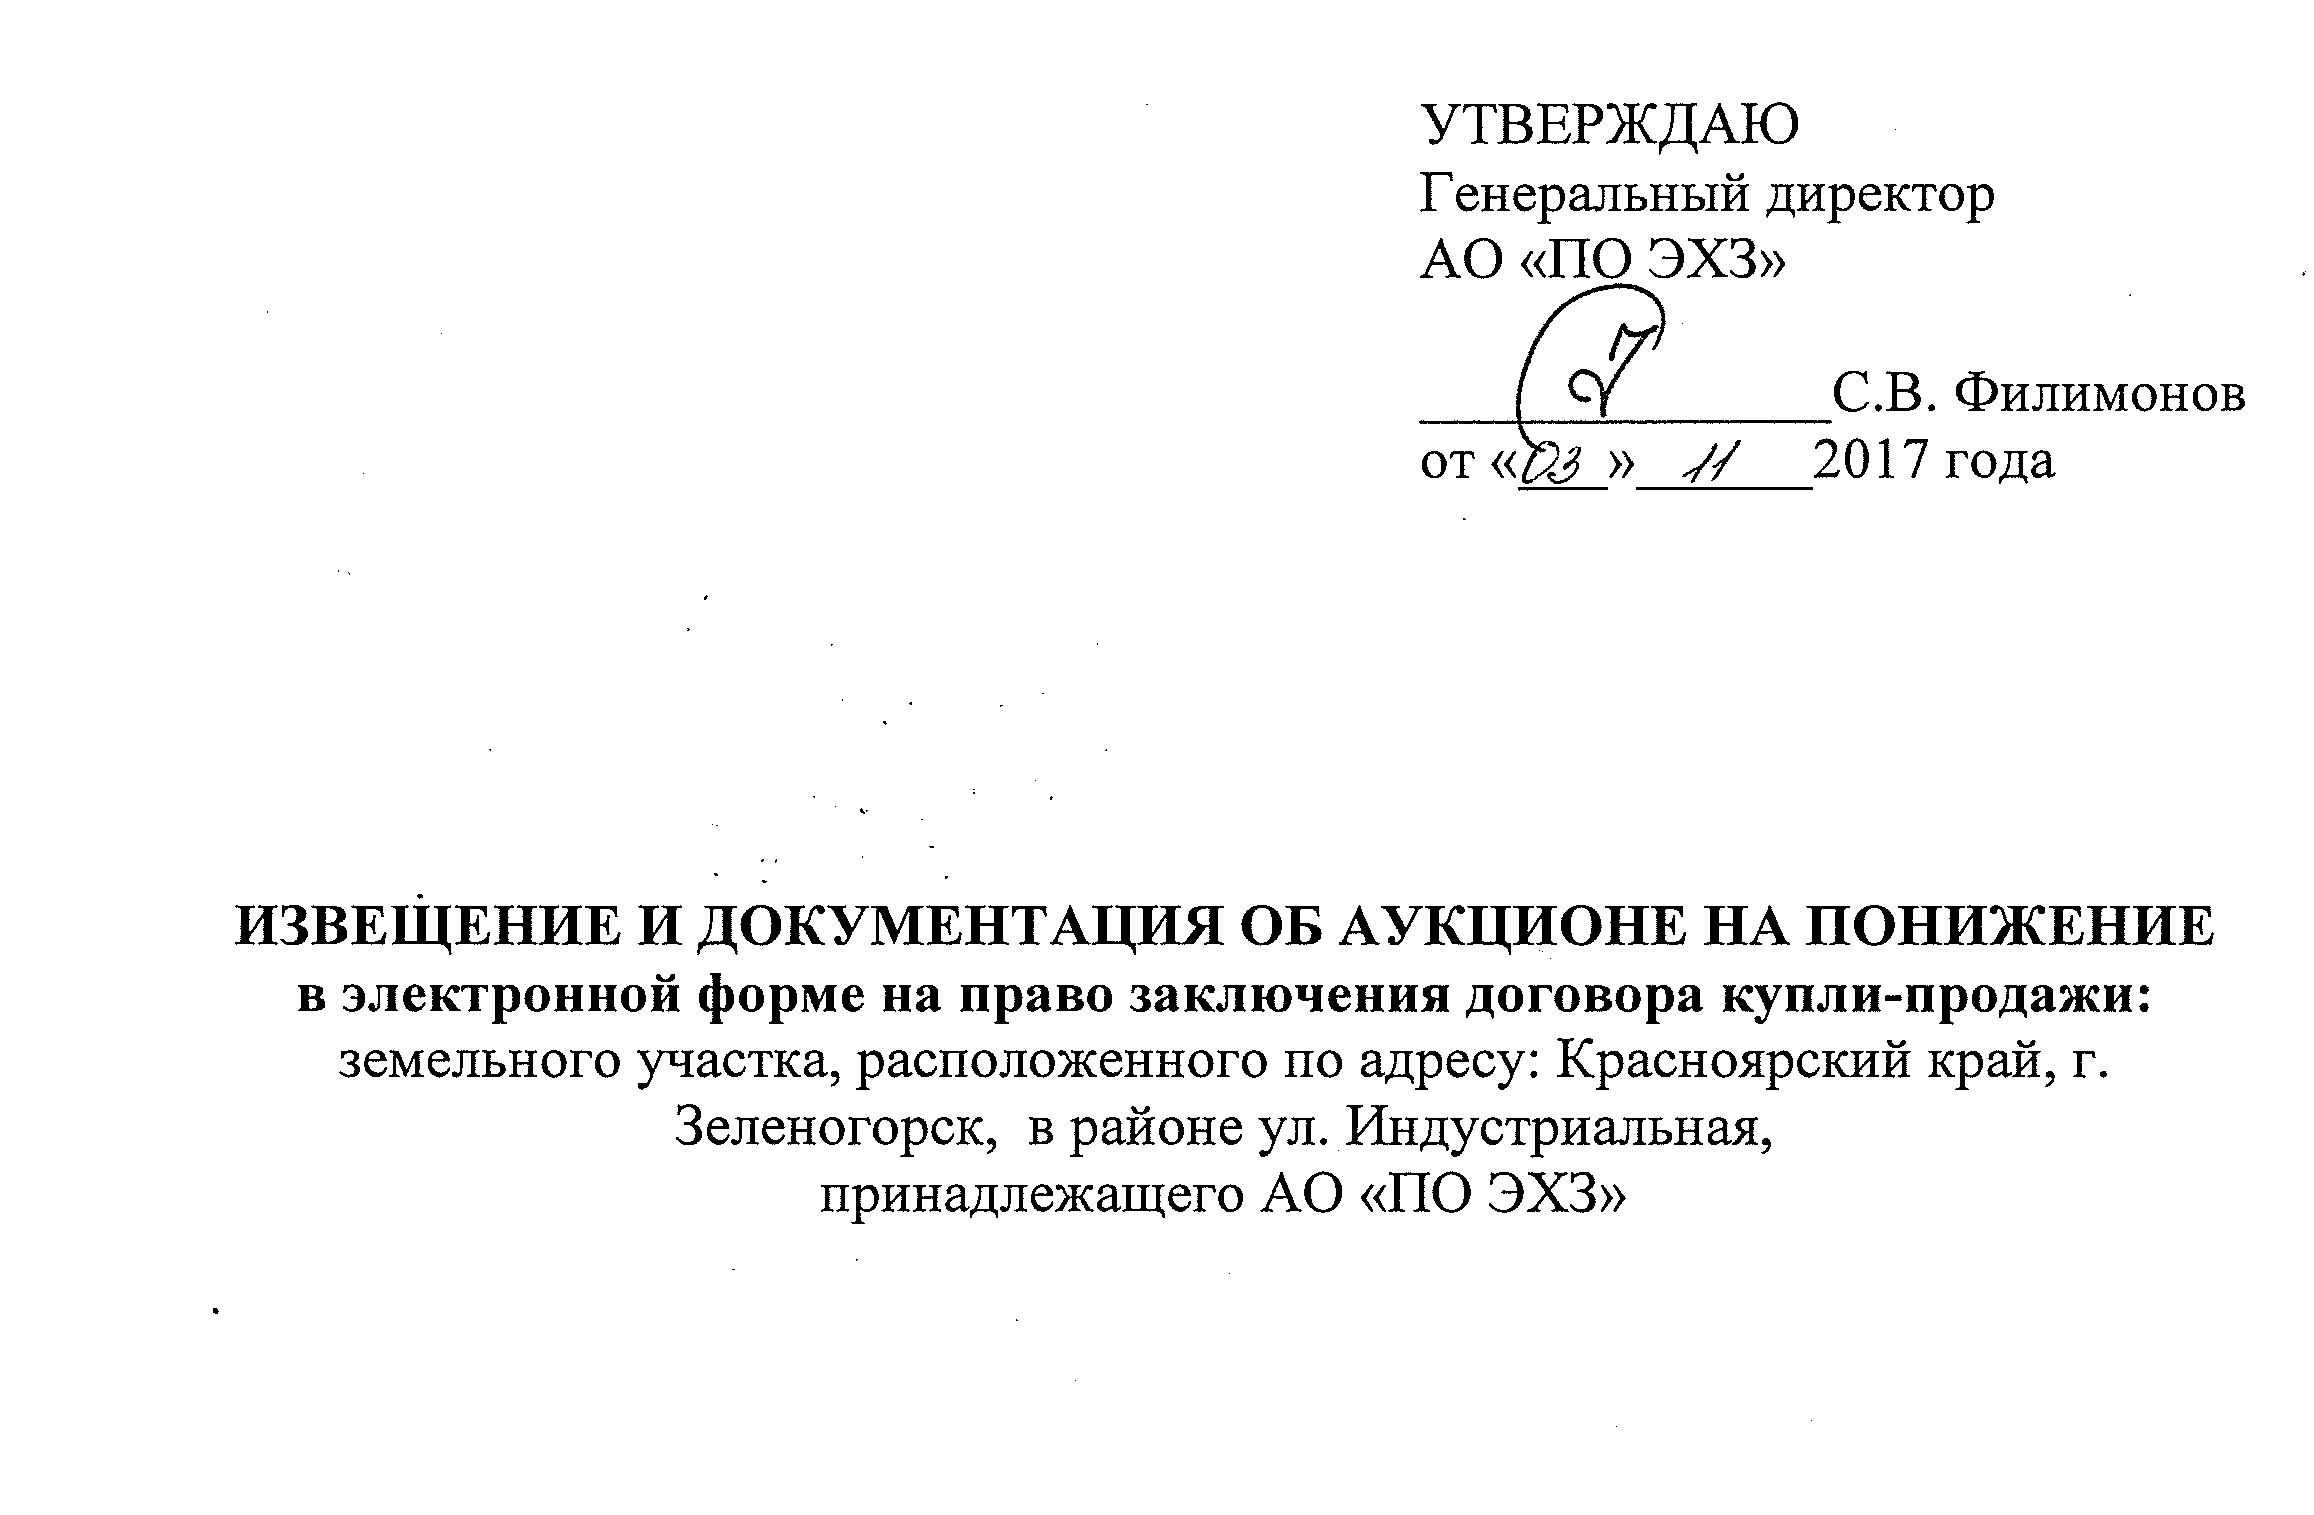 УТВЕРЖДАЮ
Генеральный директор
АО «ПО ЭХЗ»
С.В. Филимонов
от «03» 11 2017 года
ИЗВЕЩЕНИЕ И ДОКУМЕНТАЦИЯ ОБ АУКЦИОНЕ НА ПОНИЖЕНИЕ
в электронной форме на право заключения договора купли-продажи:
земельного участка, расположенного по адресу: Красноярский край, г.
Зеленогорск, в районе ул. Индустриальная,
принадлежащего АО «ПО ЭХЗ»